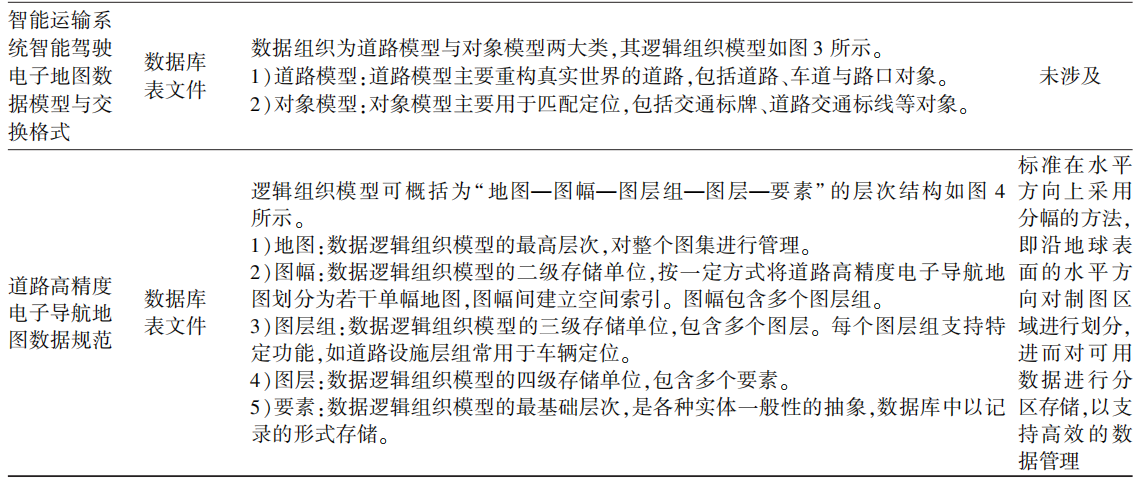 智能运输系
统智能驾驶
电子地图数
据模型与交
换格式
数据库
表文件
数据组织为道路模型与对象模型两大类,其逻辑组织模型如图3所示。
1)道路模型:道路模型主要重构真实世界的道路,包括道路、车道与路口对象。
2)对象模型:对象模型主要用于匹配定位,包括交通标牌、道路交通标线等对象。
未涉及
道路高精度
电子导航地
图数据规范
数据库
表文件
逻辑组织模型可概括为“地图—图幅—图层组—图层—要素”的层次结构如图4
所示。
1)地图:数据逻辑组织模型的最高层次,对整个图集进行管理。
2)图幅:数据逻辑组织模型的二级存储单位,按一定方式将道路高精度电子导航地
图划分为若干单幅地图,图幅间建立空间索引。图幅包含多个图层组。
3)图层组:数据逻辑组织模型的三级存储单位,包含多个图层。每个图层组支持特
定功能,如道路设施层组常用于车辆定位。
4)图层:数据逻辑组织模型的四级存储单位,包含多个要素。
5)要素:数据逻辑组织模型的最基础层次,是各种实体一般性的抽象,数据库中以记
录的形式存储。
标准在水平
方向上采用
分幅的方法,
即沿地球表
面的水平方
向对制图区
域进行划分,
进而对可用
数据进行分
区存储,以支
持高效的数
据管理